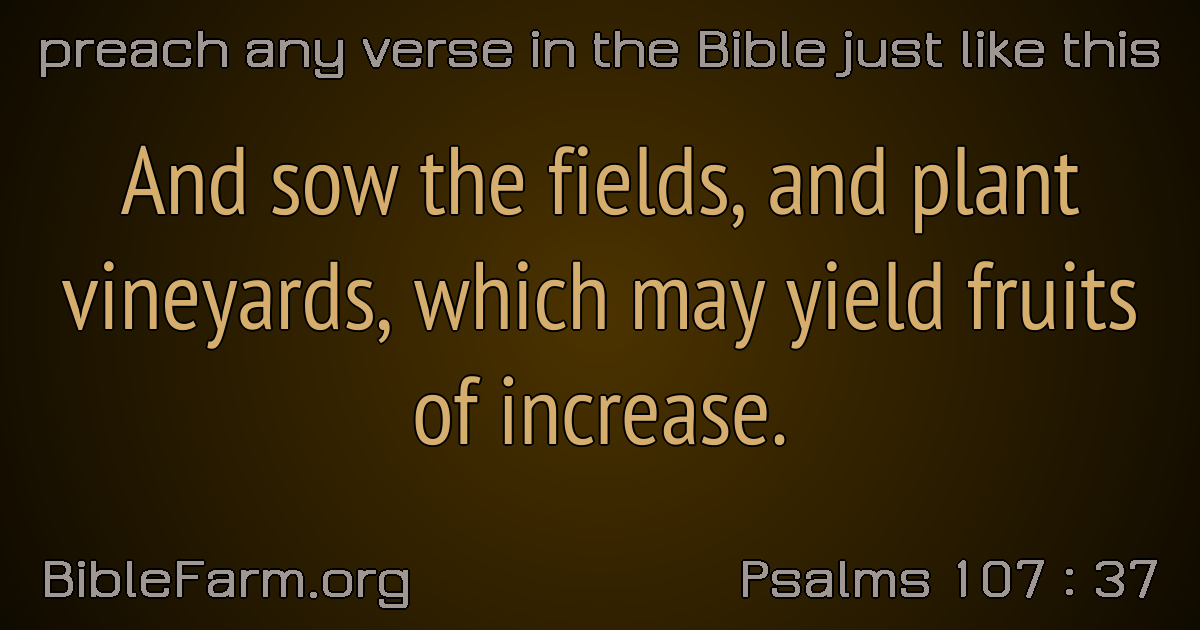 preach any verse in the Bible just like this
And sow the fields, and plant
vineyards, which may yield fruits
of increase.
BibleFarm.org
Psalms 107 : 37